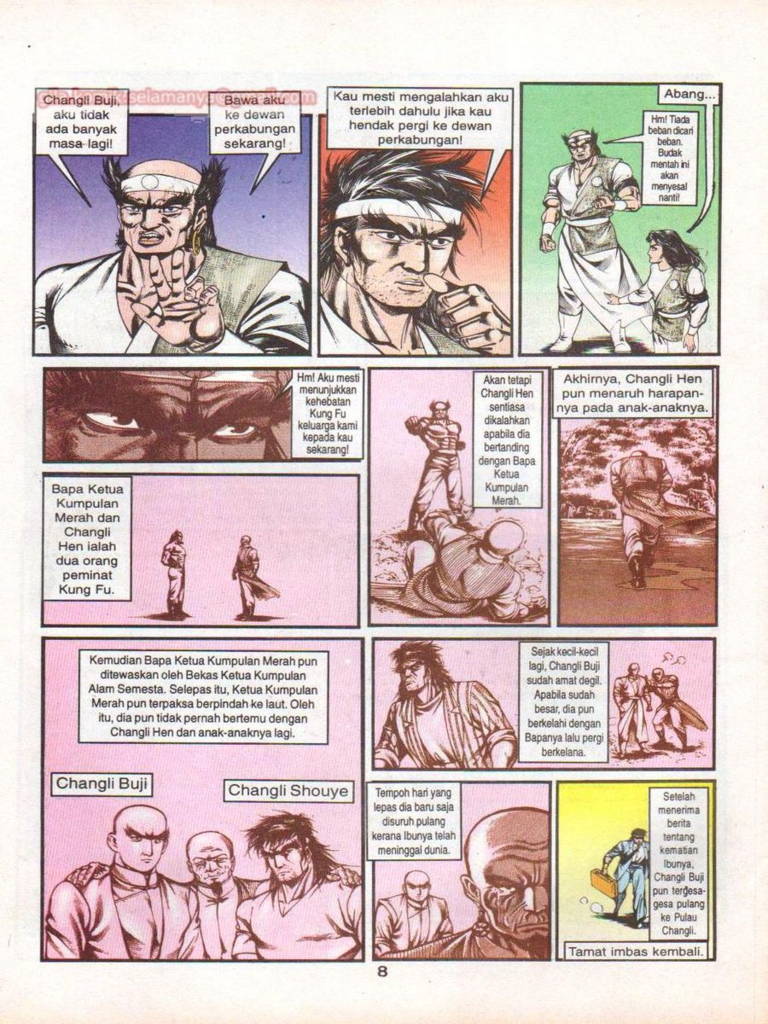 Changli Buji,
aku tidak
ada banyak
masa lagi!
Bawa aku
ke dewan
perkabungan
sekarang!
Kau mesti mengalahkan aku
terlebih dahulu jika kau
hendak pergi ke dewan
perkabungan!
Hm! Tiada
beban dicari
beban.
Budak
mentah ini
akan
menyesal
nanti!
Abang...
Hm! Aku mesti
menunjukkan
kehebatan
Kung Fu
keluarga kami
kepada kau
sekarang!
Bapa Ketua
Kumpulan
Merah dan
Changli
Hen ialah
dua orang
peminat
Kung Fu.
Akan tetapi
Changli Hen
sentiasa
dikalahkan
apabila dia
bertanding
dengan Bapa
Ketua
Kumpulan
Merah.
Akhirnya, Changli Hen
pun menaruh harapan-
nya pada anak-anaknya.
Kemudian Bapa Ketua Kumpulan Merah pun
ditewaskan oleh Bekas Ketua Kumpulan
Alam Semesta. Selepas itu, Ketua Kumpulan
Merah pun terpaksa berpindah ke laut. Oleh
itu, dia pun tidak pernah bertemu dengan
Changli Hen dan anak-anaknya lagi.
Changli Buji
Changli Shouye
Sejak kecil-kecil
lagi, Changli Buji
sudah amat degil.
Apabila sudah
besar, dia pun
berkelahi dengan
Bapanya lalu pergi
berkelana.
Tempoh hari yang
lepas dia baru saja
disuruh pulang
kerana Ibunya telah
meninggal dunia.
Setelah
menerima
berita
tentang
kematian
Ibunya,
Changli Buji
pun tergesa-
gesa pulang
ke Pulau
Changli.
Tamat imbas kembali.
8